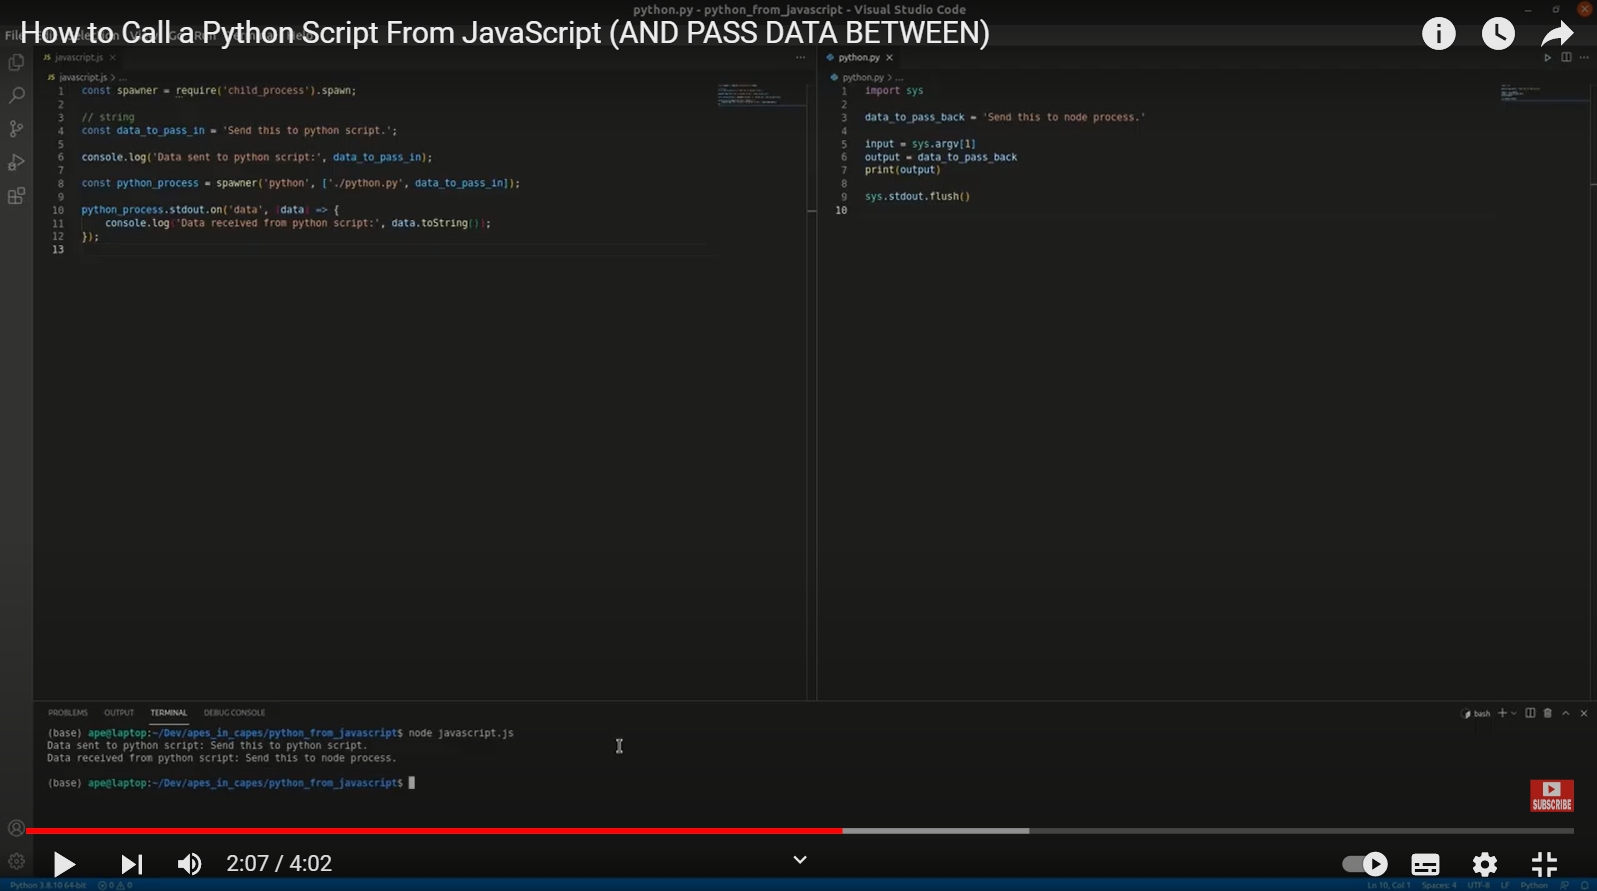 python.py - python_from_javascript - Visual Studio Code
How to Call a Python Script From JavaScript (AND PASS DATA BETWEEN)
JS javascript.js
JS javascript.js > ...
1 const spawner = require('child_process').spawn;
2
3 // string
4 const data_to_pass_in = 'Send this to python script.';
5
6 console.log('Data sent to python script:', data_to_pass_in);
7
8 const python_process = spawner('python', ['./python.py', data_to_pass_in]);
9
10 python_process.stdout.on('data', (data) => {
11 console.log('Data received from python script:', data.toString());
12 });
13
python.py
python.py > ...
1 import sys
2
3 data_to_pass_back = 'Send this to node process.'
4
5 input = sys.argv[1]
6 output = data_to_pass_back
7 print(output)
8
9 sys.stdout.flush()
10
PROBLEMS OUTPUT TERMINAL DEBUG CONSOLE
bash
(base) ape@laptop:~/Dev/apes_in_capes/python_from_javascript$ node javascript.js
Data sent to python script: Send this to python script.
Data received from python script: Send this to node process.
(base) ape@laptop:~/Dev/apes_in_capes/python_from_javascript$
SUBSCRIBE
2:07 / 4:02
Python 3.8.10 64-bit 0 0
Ln 10, Col 1 Spaces: 4 UTF-8 LF Python